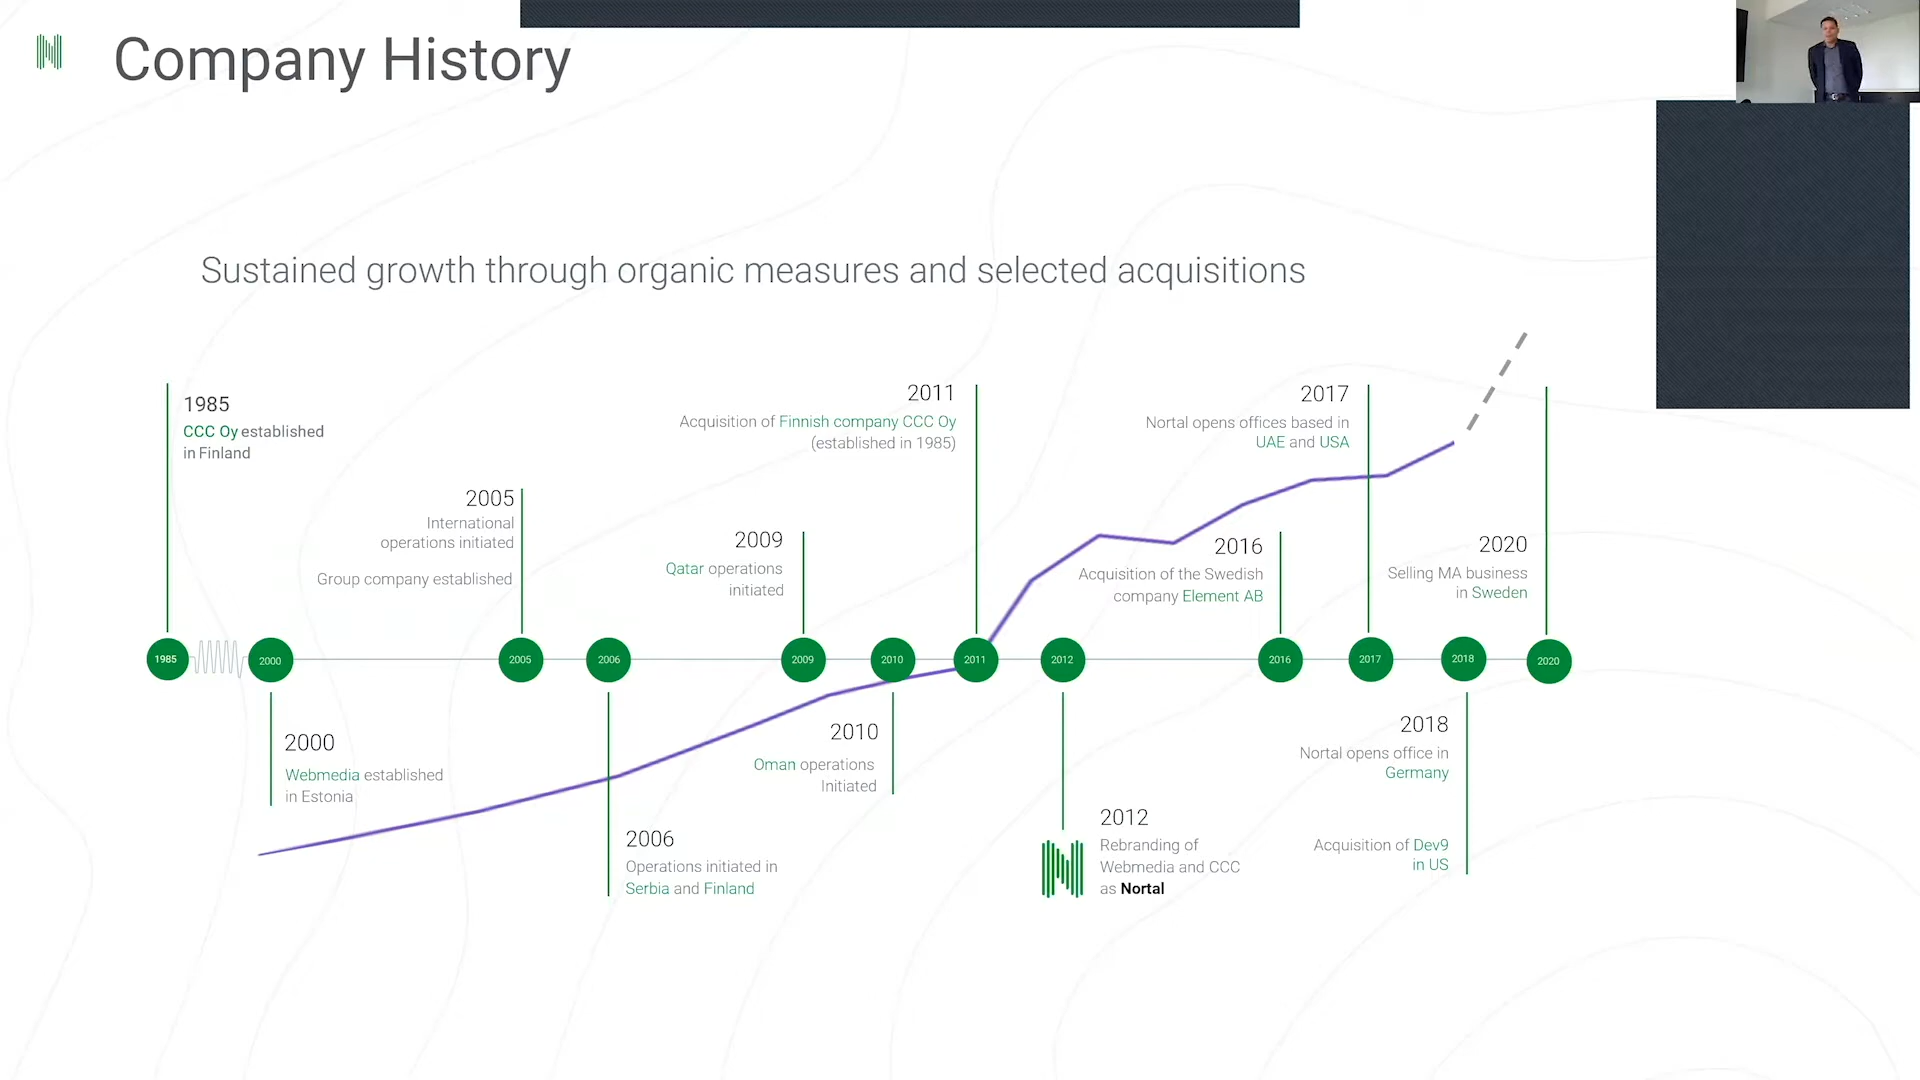 Company History
Sustained growth through organic measures and selected acquisitions
1985
CCC Oy established
in Finland
2005
International
operations initiated
Group company established
2009
Qatar operations
initiated
2011
Acquisition of Finnish company CCC Oy
(established in 1985)
2016
Acquisition of the Swedish
company Element AB
2017
Nortal opens offices based in
UAE and USA
2020
Selling MA business
in Sweden
1985
2000
2005
2006
2009
2010
2011
2012
2016
2017
2018
2020
2000
Webmedia established
in Estonia
2006
Operations initiated in
Serbia and Finland
2010
Oman operations
Initiated
2012
Rebranding of
Webmedia and CCC
as Nortal
2018
Nortal opens office in
Germany
Acquisition of Dev9
in US